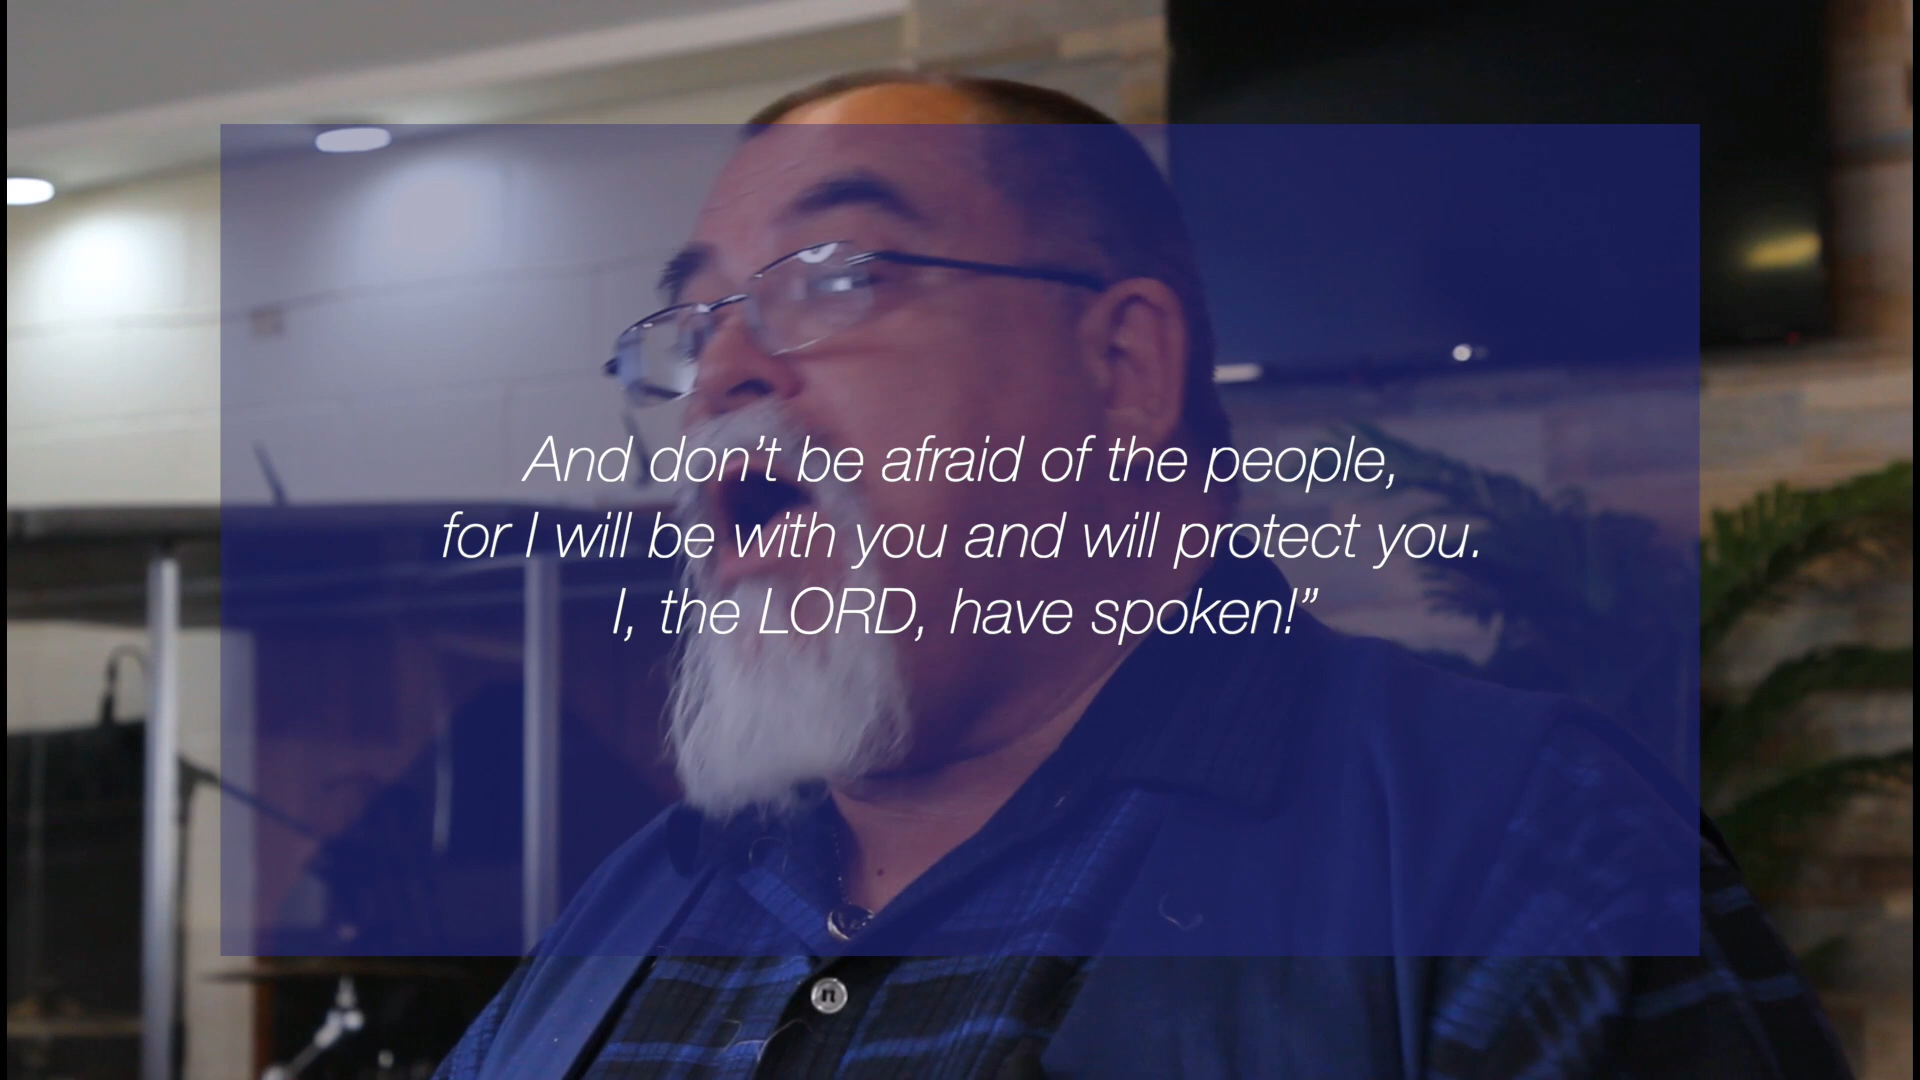 And don’t be afraid of the people,
for I will be with you and will protect you.
I, the LORD, have spoken!”